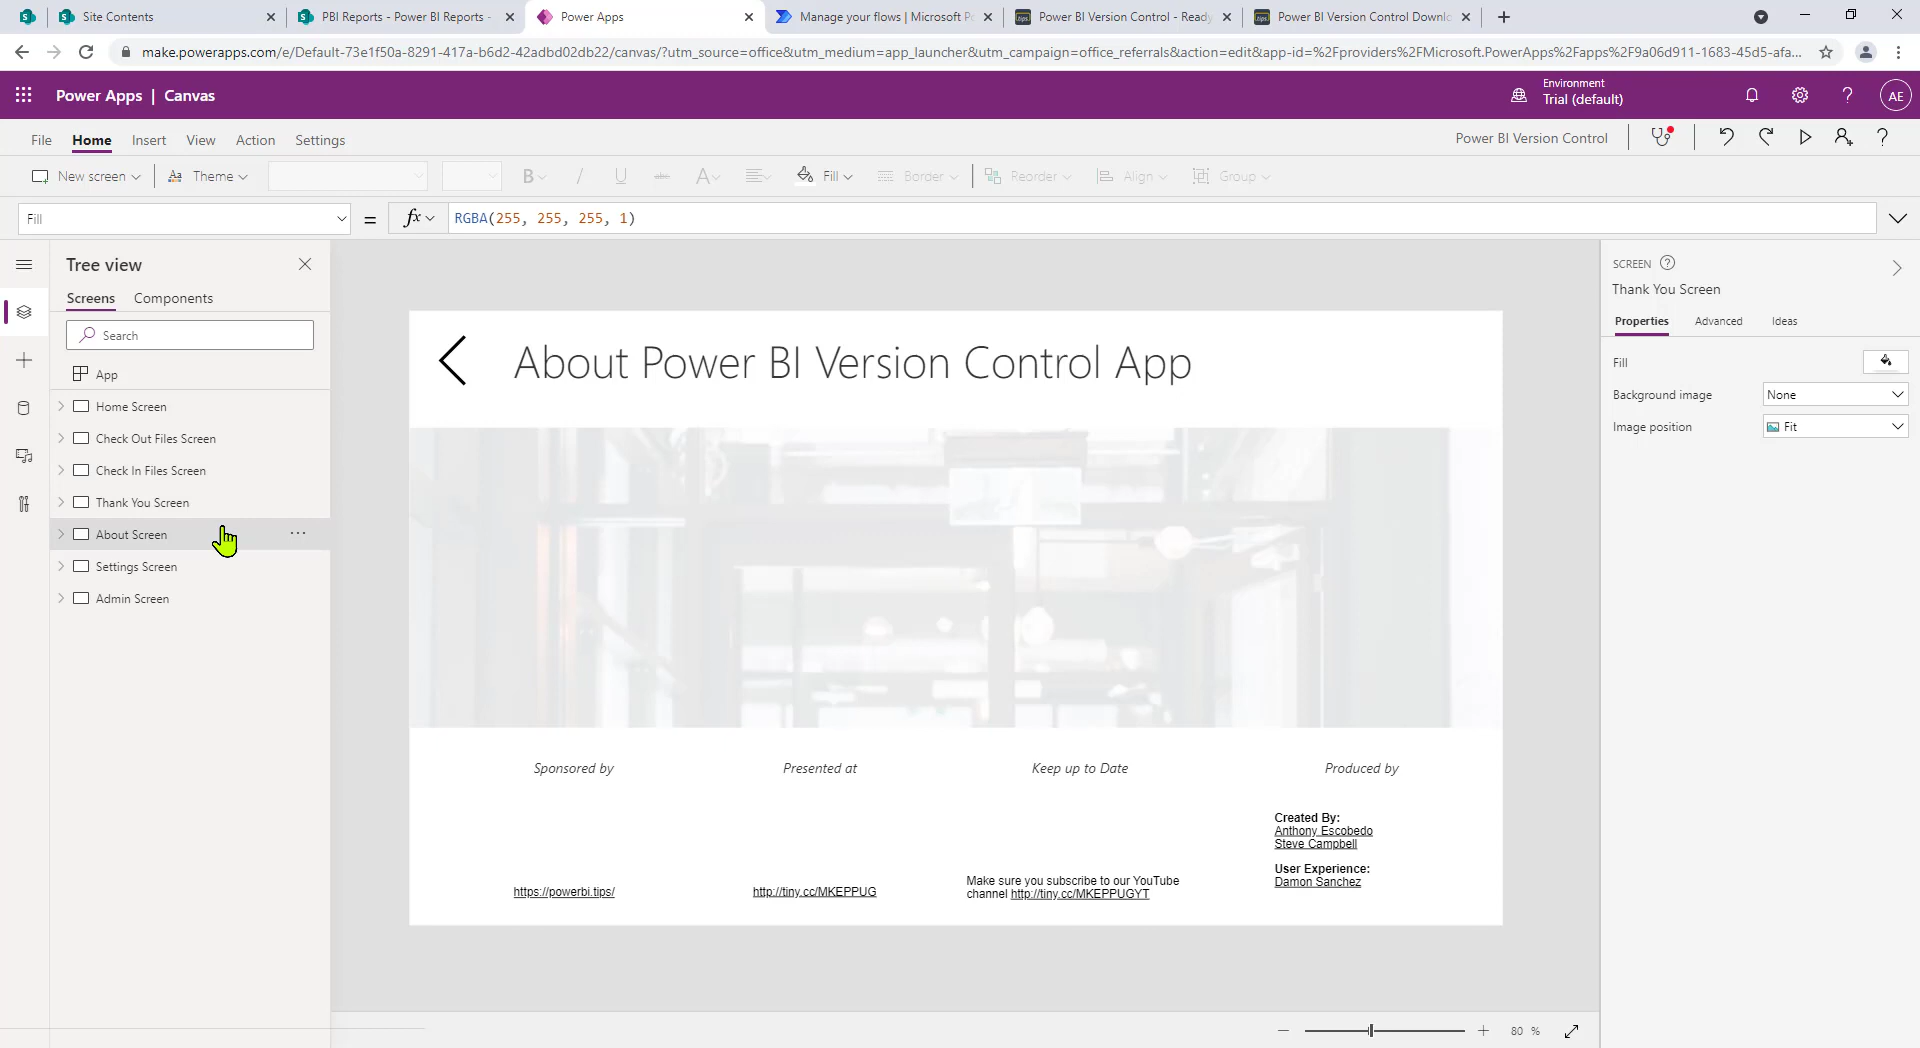 Site Contents
PBI Reports - Power BI Reports -
Power Apps
Manage your flows | Microsoft Po
Power BI Version Control - Ready
Power BI Version Control Downlo
make.powerapps.com/e/Default-73e1f50a-8291-417a-b6d2-42adbd02db22/canvas/?utm_source=office&utm_medium=app_launcher&utm_campaign=office_referrals&action=edit&app-id=%2Fproviders%2FMicrosoft.PowerApps%2Fapps%2F9a06d911-1683-45d5-afa...
Power Apps | Canvas
Environment
Trial (default)
AE
File Home Insert View Action Settings
Power BI Version Control
New screen
Theme
B
Fill
Border
Reorder
Align
Group
Fill
=
fx
RGBA(255, 255, 255, 1)
Tree view
Screens Components
Search
App
Home Screen
Check Out Files Screen
Check In Files Screen
Thank You Screen
About Screen
Settings Screen
Admin Screen
About Power BI Version Control App
Sponsored by
Presented at
Keep up to Date
Produced by
Created By:
Anthony Escobedo
Steve Campbell
User Experience:
Damon Sanchez
https://powerbi.tips/
http://tiny.cc/MKEPPUG
Make sure you subscribe to our YouTube
channel http://tiny.cc/MKEPPUGYT
SCREEN
Thank You Screen
Properties Advanced Ideas
Fill
Background image
None
Image position
Fit
80 %